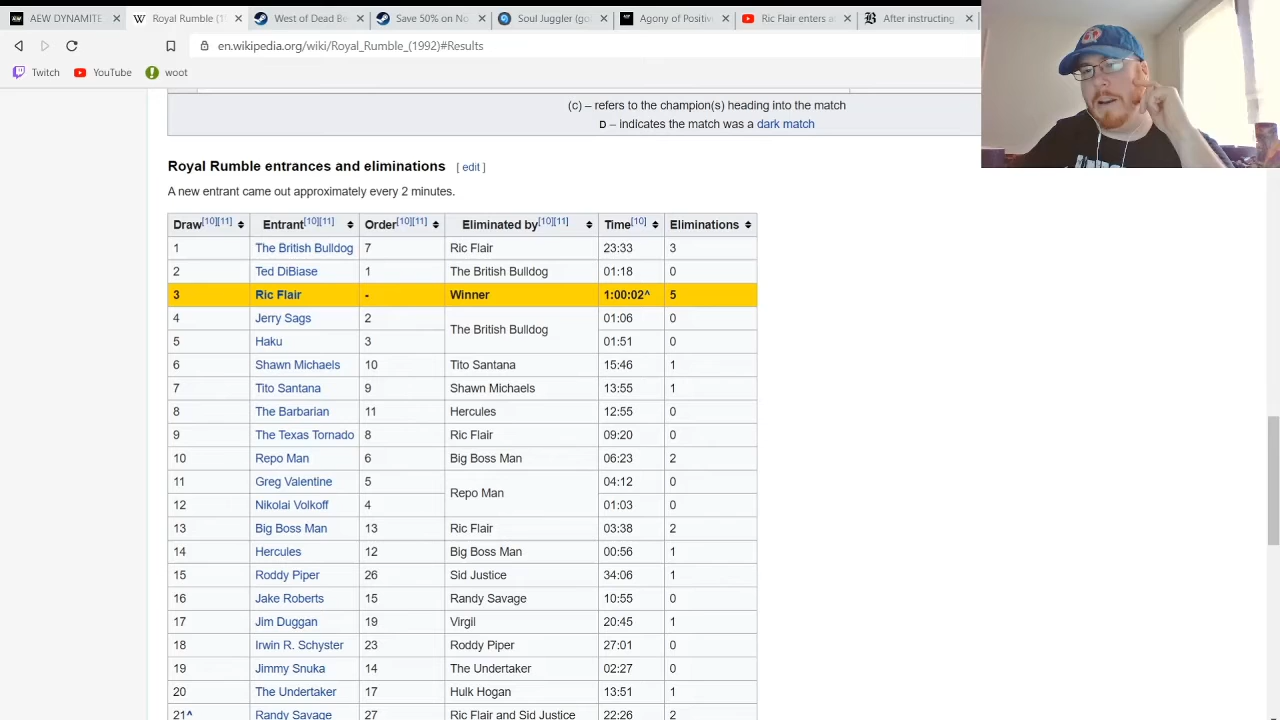 AEW DYNAMITE
Royal Rumble (1
West of Dead Be
Save 50% on No
Soul Juggler (go
Agony of Positiv
Ric Flair enters a
After instructing
en.wikipedia.org/wiki/Royal_Rumble_(1992)#Results
Twitch YouTube woot
(c) – refers to the champion(s) heading into the match
D – indicates the match was a dark match
Royal Rumble entrances and eliminations [ edit ]
A new entrant came out approximately every 2 minutes.
Draw[10][11] Entrant[10][11] Order[10][11] Eliminated by[10][11] Time[10] Eliminations
1 The British Bulldog 7 Ric Flair 23:33 3
2 Ted DiBiase 1 The British Bulldog 01:18 0
3 Ric Flair - Winner 1:00:02^ 5
4 Jerry Sags 2 The British Bulldog 01:06 0
5 Haku 3 01:51 0
6 Shawn Michaels 10 Tito Santana 15:46 1
7 Tito Santana 9 Shawn Michaels 13:55 1
8 The Barbarian 11 Hercules 12:55 0
9 The Texas Tornado 8 Ric Flair 09:20 0
10 Repo Man 6 Big Boss Man 06:23 2
11 Greg Valentine 5 Repo Man 04:12 0
12 Nikolai Volkoff 4 01:03 0
13 Big Boss Man 13 Ric Flair 03:38 2
14 Hercules 12 Big Boss Man 00:56 1
15 Roddy Piper 26 Sid Justice 34:06 1
16 Jake Roberts 15 Randy Savage 10:55 0
17 Jim Duggan 19 Virgil 20:45 1
18 Irwin R. Schyster 23 Roddy Piper 27:01 0
19 Jimmy Snuka 14 The Undertaker 02:27 0
20 The Undertaker 17 Hulk Hogan 13:51 1
21^ Randy Savage 27 Ric Flair and Sid Justice 22:26 2